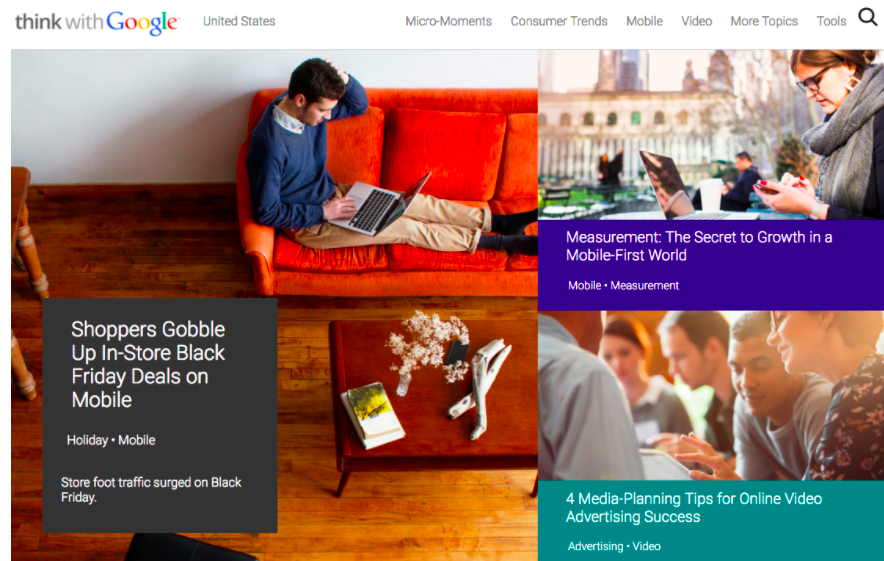 think with Google
United States
Micro-Moments
Consumer Trends
Mobile
Video
More Topics
Tools
Shoppers Gobble
Up In-Store Black
Friday Deals on
Mobile
Holiday • Mobile
Store foot traffic surged on Black
Friday.
Measurement: The Secret to Growth in a
Mobile-First World
Mobile • Measurement
4 Media-Planning Tips for Online Video
Advertising Success
Advertising • Video